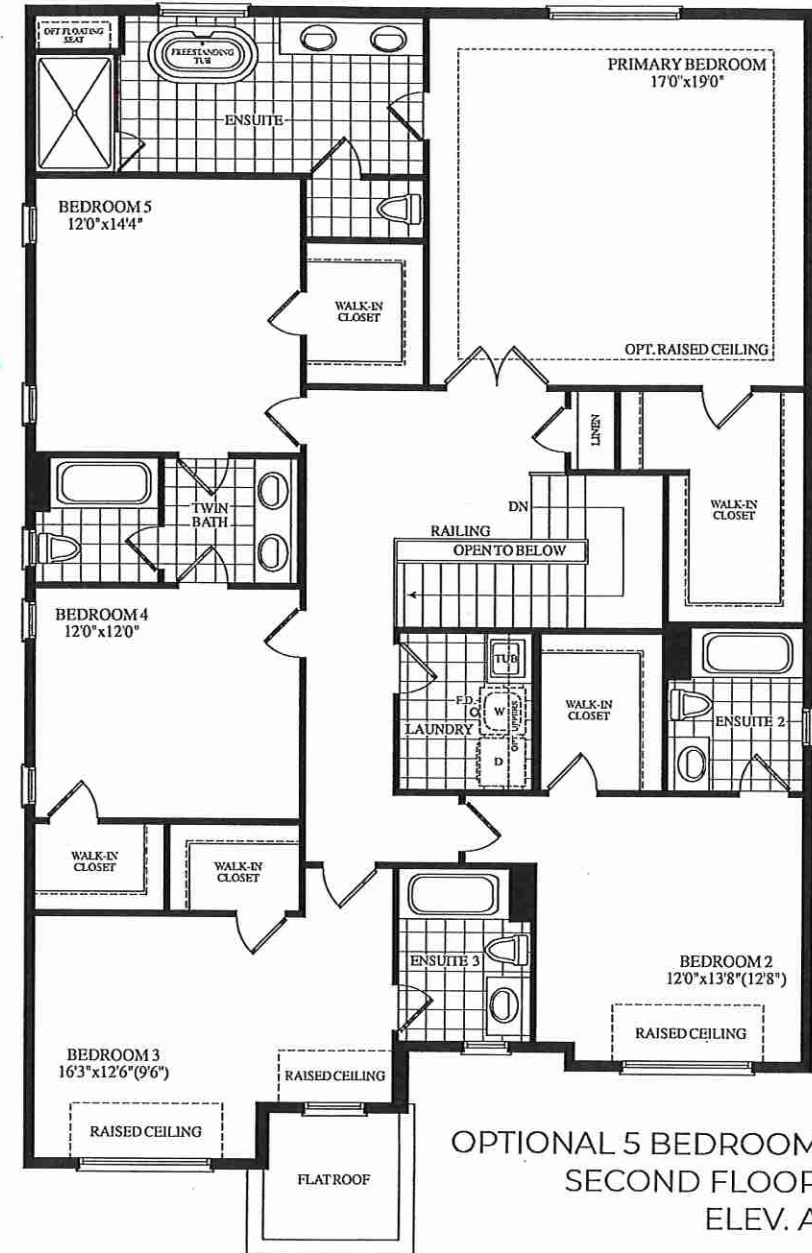 OPT FLOATING
SEAT
FREESTANDING
TUB
ENSUITE
PRIMARY BEDROOM
17'0"x19'0"
OPT. RAISED CEILING
BEDROOM 5
12'0"x14'4"
WALK-IN
CLOSET
LINEN
WALK-IN
CLOSET
TWIN
BATH
DN
RAILING
OPEN TO BELOW
BEDROOM 4
12'0"x12'0"
TUB
F.D.
W
OPT. UPPERS
LAUNDRY
D
WALK-IN
CLOSET
ENSUITE 2
WALK-IN
CLOSET
WALK-IN
CLOSET
ENSUITE 3
BEDROOM 2
12'0"x13'8"(12'8")
RAISED CEILING
BEDROOM 3
16'3"x12'6"(9'6")
RAISED CEILING
RAISED CEILING
FLAT ROOF
OPTIONAL 5 BEDROOM
SECOND FLOOR
ELEV. A